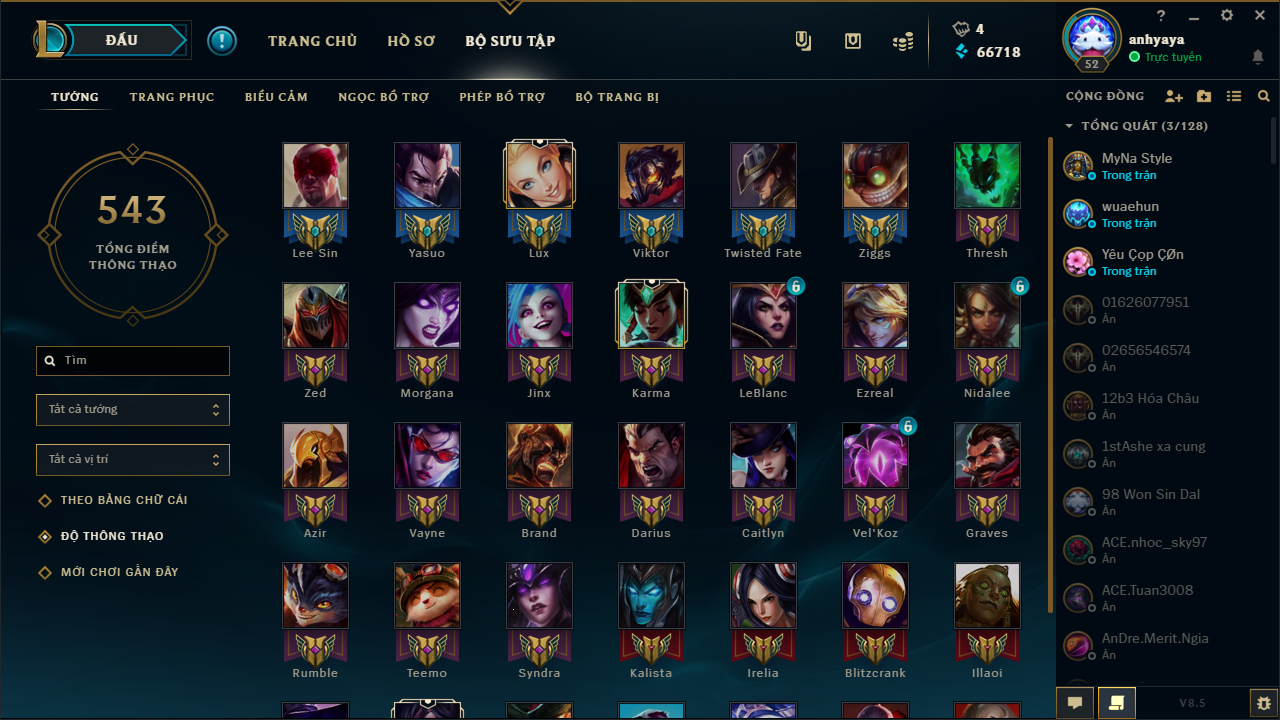 ĐẤU
TRANG CHỦ
HỒ SƠ
BỘ SƯU TẬP
4
66718
?
52
anhyaya
Trực tuyến
TƯỚNG
TRANG PHỤC
BIỂU CẢM
NGỌC BỔ TRỢ
PHÉP BỔ TRỢ
BỘ TRANG BỊ
543
TỔNG ĐIỂM
THÔNG THẠO
Tìm
Tất cả tướng
Tất cả vị trí
THEO BẢNG CHỮ CÁI
ĐỘ THÔNG THẠO
MỚI CHƠI GẦN ĐÂY
Lee Sin
Yasuo
Lux
Viktor
Twisted Fate
Ziggs
Thresh
6
6
Zed
Morgana
Jinx
Karma
LeBlanc
Ezreal
Nidalee
6
Azir
Vayne
Brand
Darius
Caitlyn
Vel'Koz
Graves
Rumble
Teemo
Syndra
Kalista
Irelia
Blitzcrank
Illaoi
CỘNG ĐỒNG
TỔNG QUÁT (3/128)
MyNa Style
Trong trận
wuaehun
Trong trận
Yêu Çọp ÇØn
Trong trận
01626077951
Ẩn
02656546574
Ẩn
12b3 Hóa Châu
Ẩn
1stAshe xa cung
Ẩn
98 Won Sin Dal
Ẩn
ACE.nhoc_sky97
Ẩn
ACE.Tuan3008
Ẩn
AnDre.Merit.Ngia
Ẩn
V8.5